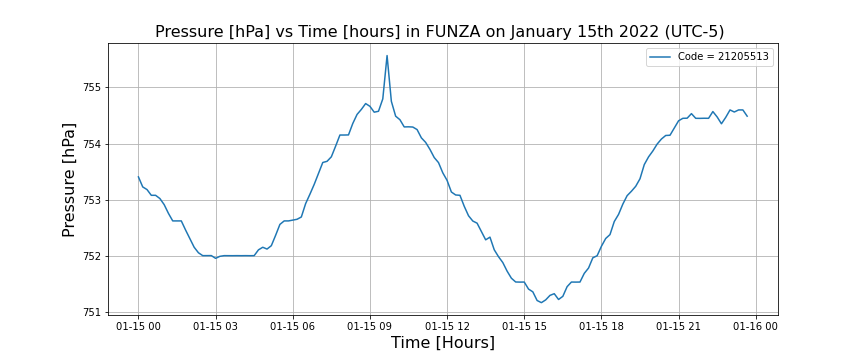 Pressure [hPa] vs Time [hours] in FUNZA on January 15th 2022 (UTC-5)
Code = 21205513
Pressure [hPa]
755
754
753
752
751
01-15 00 01-15 03 01-15 06 01-15 09 01-15 12 01-15 15 01-15 18 01-15 21 01-16 00
Time [Hours]